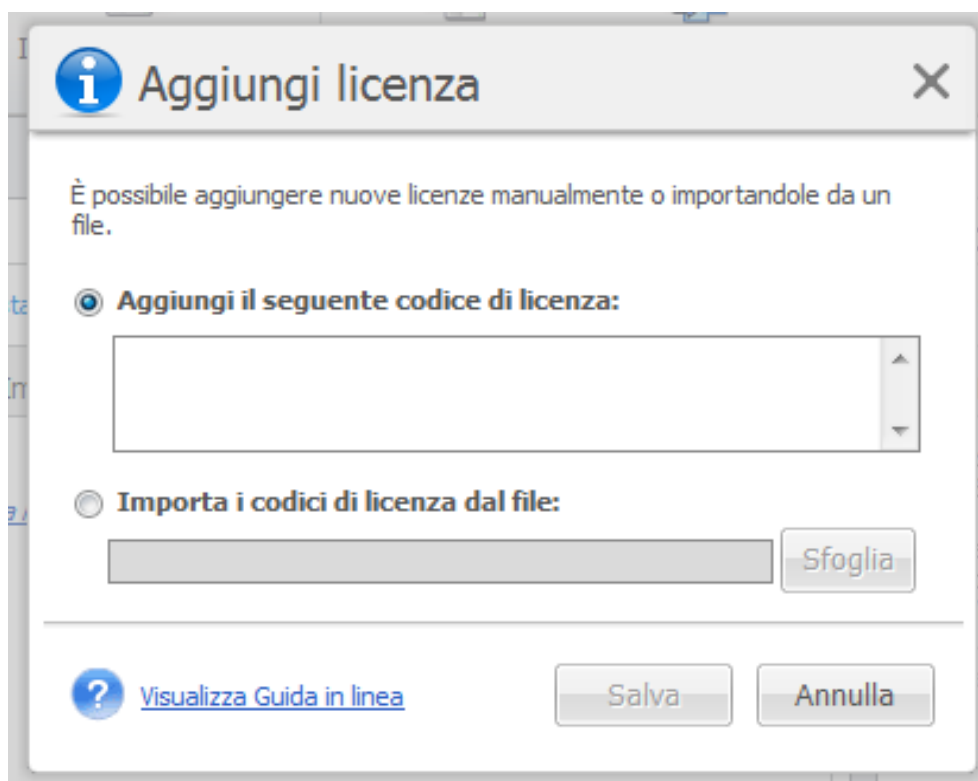 Aggiungi licenza
È possibile aggiungere nuove licenze manualmente o importandole da un
file.
Aggiungi il seguente codice di licenza:
Importa i codici di licenza dal file:
Sfoglia
Visualizza Guida in linea
Salva
Annulla